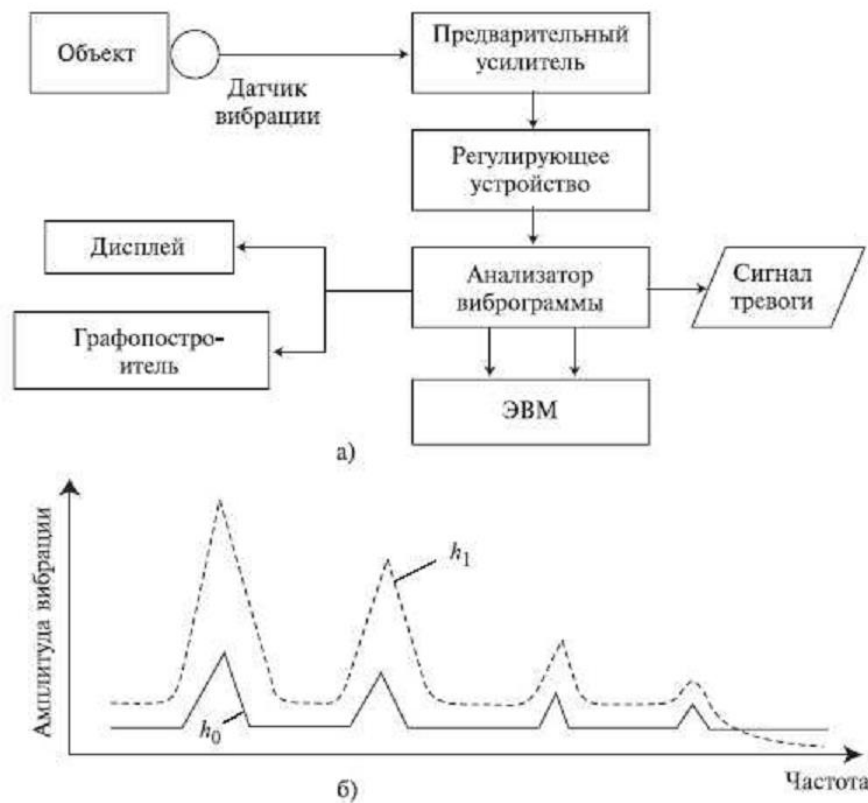 Объект
Датчик
вибрации
Предварительный
усилитель
Регулирующее
устройство
Дисплей
Анализатор
виброграммы
Сигнал
тревоги
Графопостро-
итель
ЭВМ
а)
Амплитуда вибрации
h₁
h₀
Частота
б)